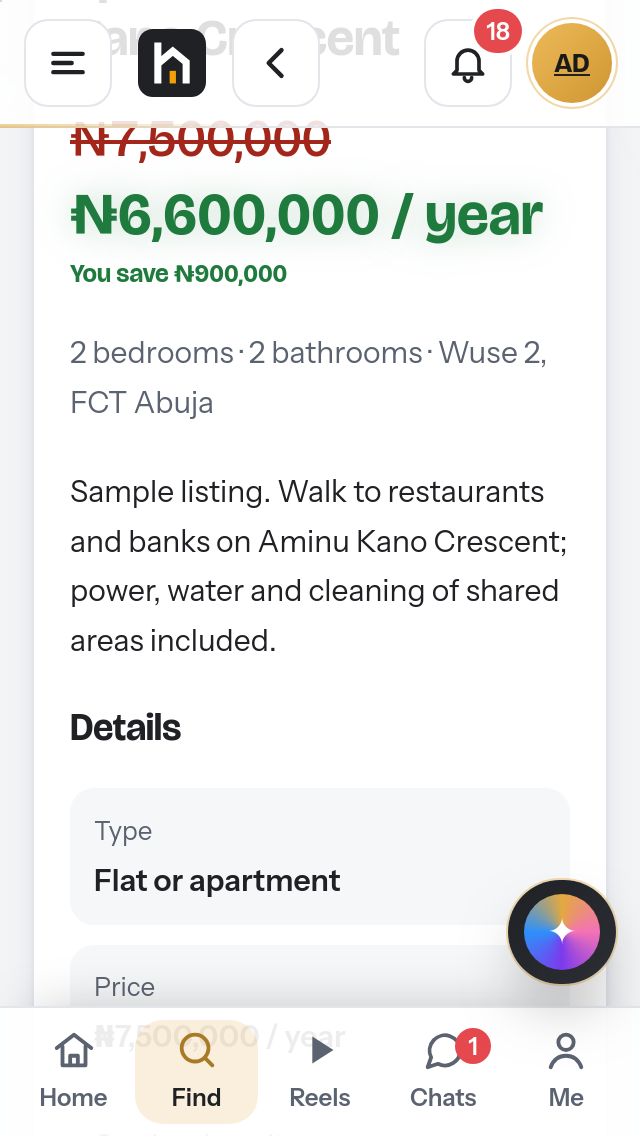 18
AD
₦7,500,000
₦6,600,000 / year
You save ₦900,000
2 bedrooms · 2 bathrooms · Wuse 2,
FCT Abuja
Sample listing. Walk to restaurants
and banks on Aminu Kano Crescent;
power, water and cleaning of shared
areas included.
Details
Type
Flat or apartment
Price
₦7,500,000 / year
1
Home
Find
Reels
Chats
Me